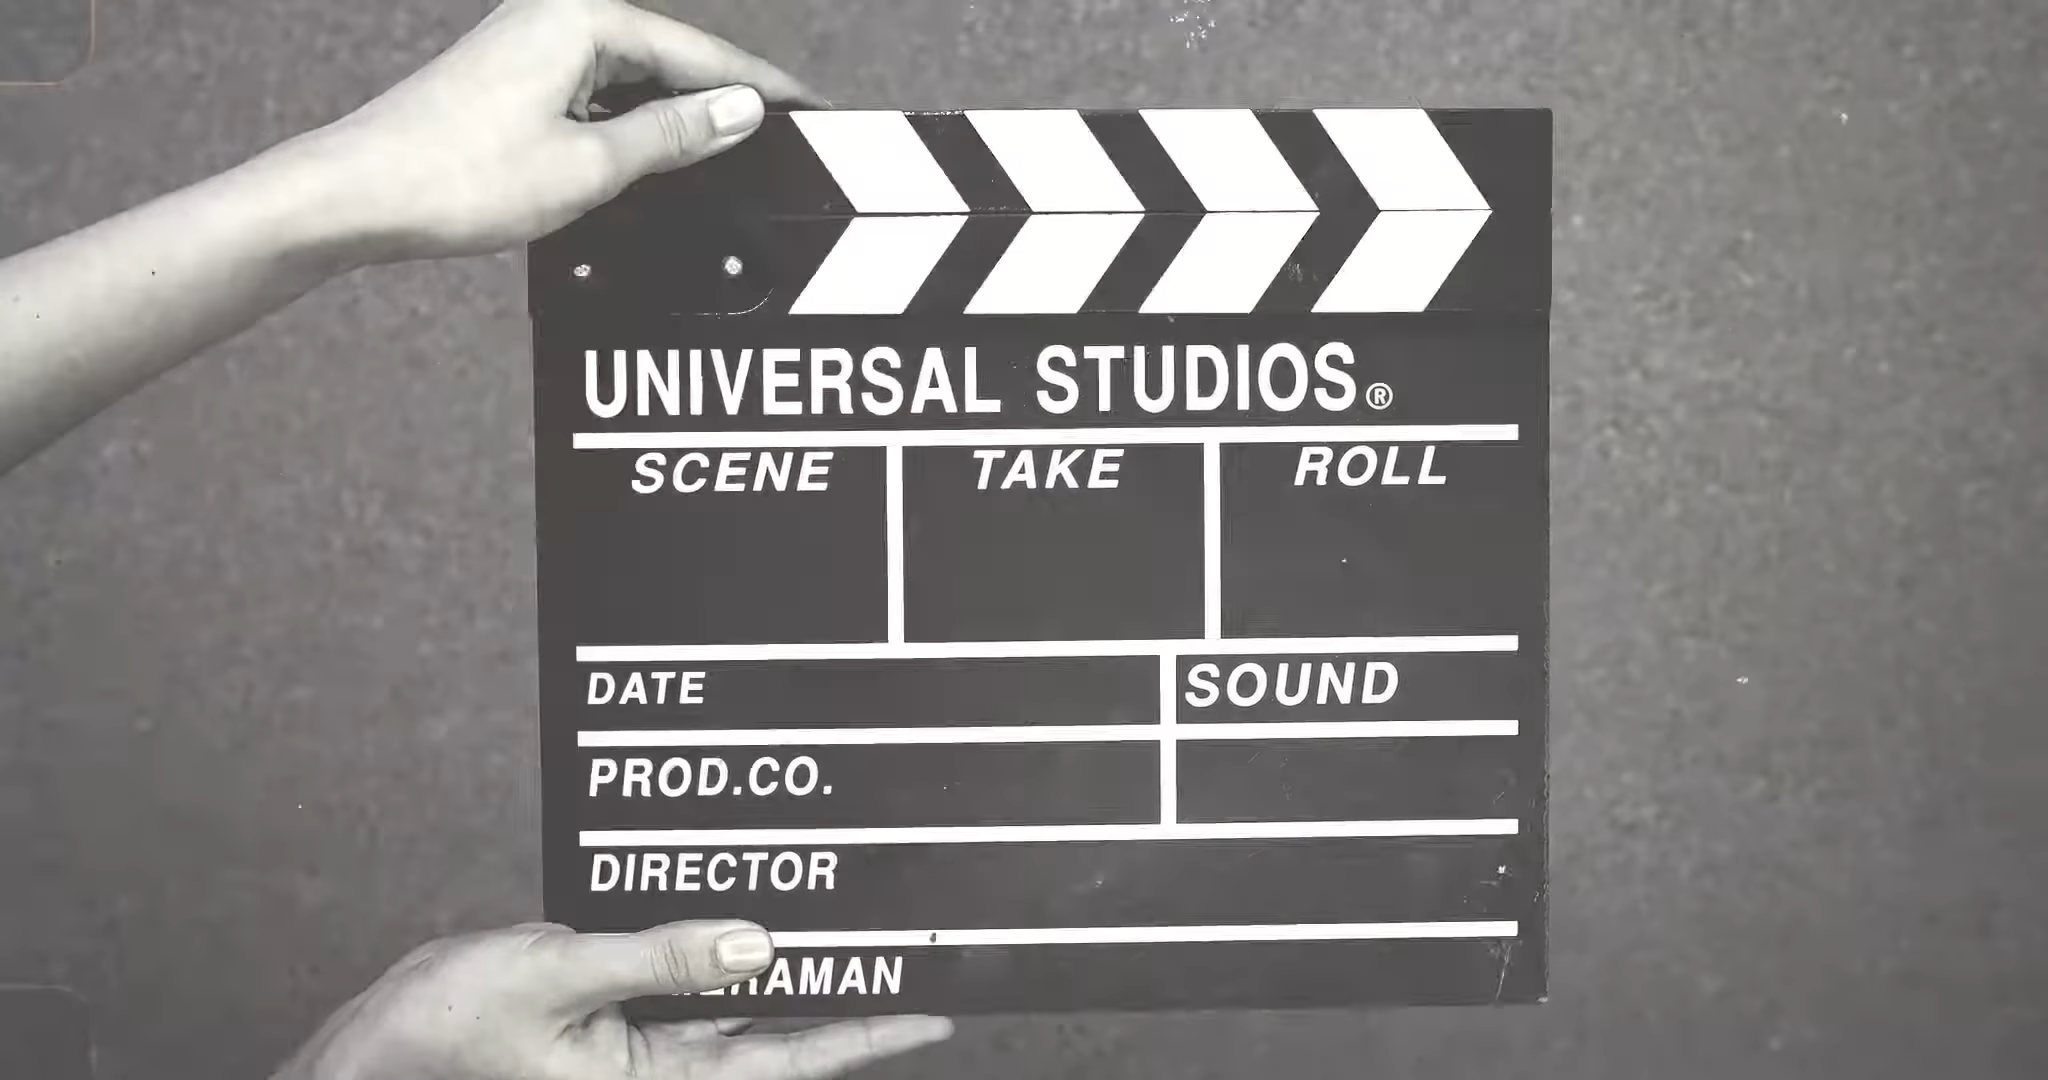 UNIVERSAL STUDIOS®
SCENE TAKE ROLL
DATE SOUND
PROD.CO.
DIRECTOR